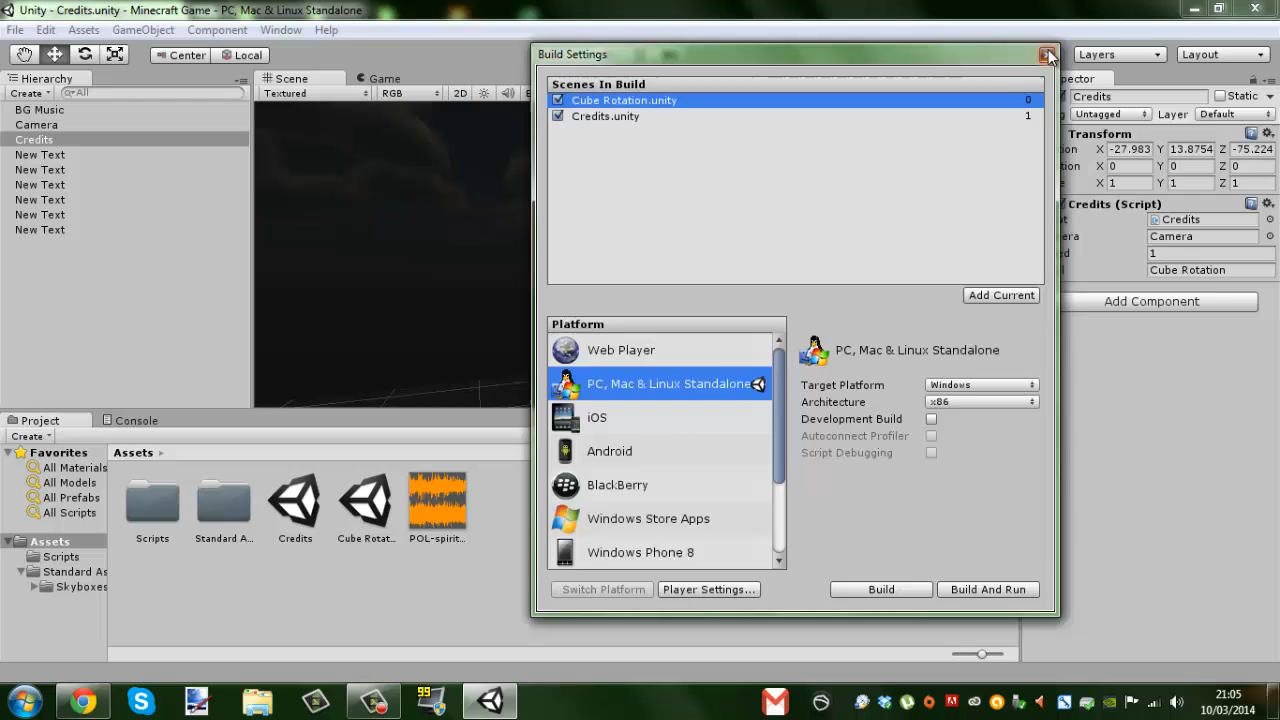 Unity - Credits.unity - Minecraft Game - PC, Mac & Linux Standalone
File Edit Assets GameObject Component Window Help
Center Local
Layers Layout
Hierarchy
Create All
BG Music
Camera
Credits
New Text
New Text
New Text
New Text
New Text
New Text
Scene Game
Textured RGB 2D
Build Settings
Scenes In Build
Cube Rotation.unity 0
Credits.unity 1
Add Current
Platform
Web Player
PC, Mac & Linux Standalone
iOS
Android
BlackBerry
Windows Store Apps
Windows Phone 8
PC, Mac & Linux Standalone
Target Platform Windows
Architecture x86
Development Build
Autoconnect Profiler
Script Debugging
Switch Platform Player Settings... Build Build And Run
Credits Static
Untagged Layer Default
Transform
X -27.983 Y 13.8754 Z -75.224
X 0 Y 0 Z 0
X 1 Y 1 Z 1
Credits (Script)
Credits
Camera
1
Cube Rotation
Add Component
Project Console
Create
Favorites
All Materials
All Models
All Prefabs
All Scripts
Assets
Scripts
Standard As
Skyboxes
Assets
Scripts Standard A... Credits Cube Rotat... POL-spirit...
99
21:05
10/03/2014